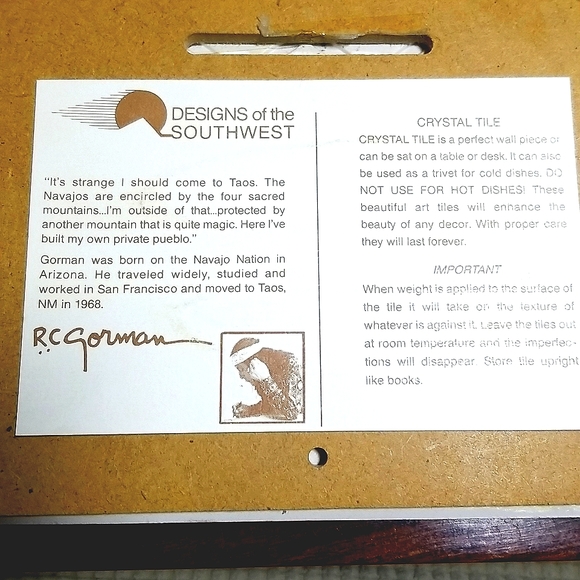 DESIGNS of the
SOUTHWEST
"It's strange I should come to Taos. The
Navajos are encircled by the four sacred
mountains...I'm outside of that...protected by
another mountain that is quite magic. Here I've
built my own private pueblo."
Gorman was born on the Navajo Nation in
Arizona. He traveled widely, studied and
worked in San Francisco and moved to Taos,
NM in 1968.
R.C. Gorman
CRYSTAL TILE
CRYSTAL TILE is a perfect wall piece or
can be sat on a table or desk. It can also
be used as a trivet for cold dishes. DO
NOT USE FOR HOT DISHES! These
beautiful art tiles will enhance the
beauty of any decor. With proper care
they will last forever.
IMPORTANT
When weight is applied to the surface of
the tile it will take on the texture of
whatever is against it. Leave the tiles out
at room temperature and the imperfec-
tions will disappear. Store tile upright
like books.